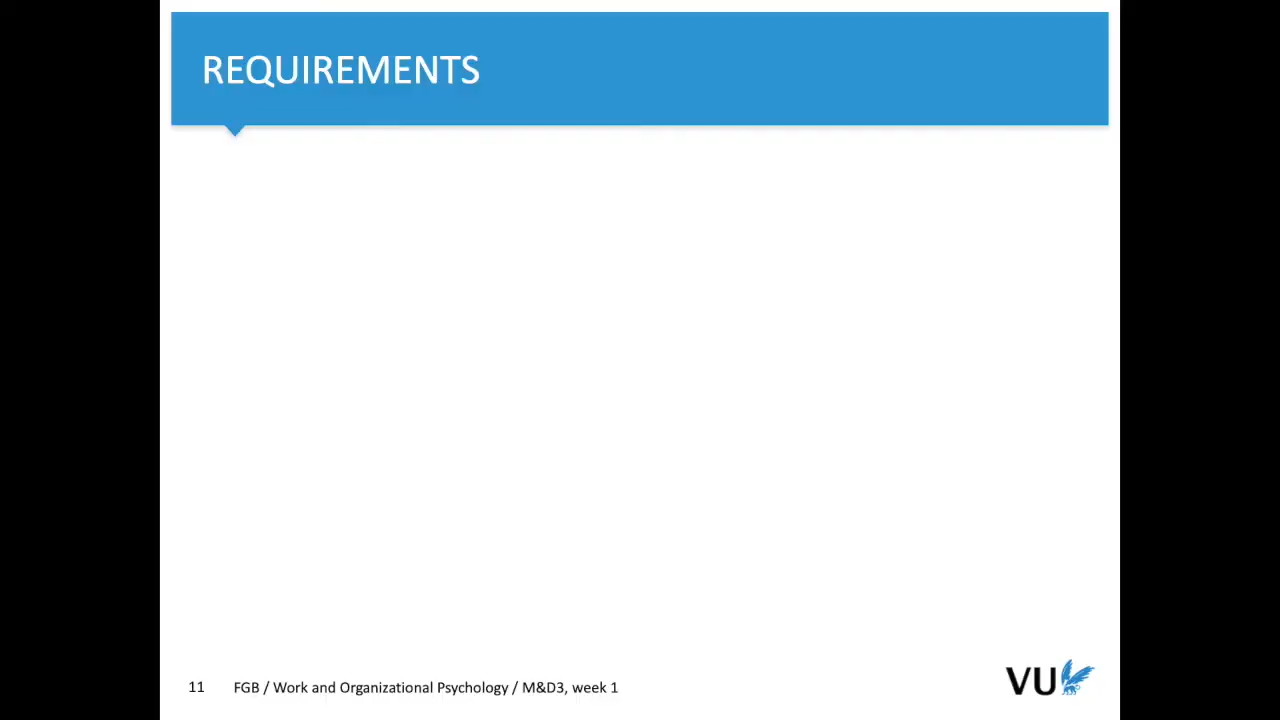 REQUIREMENTS
11 FGB / Work and Organizational Psychology / M&D3, week 1
VU